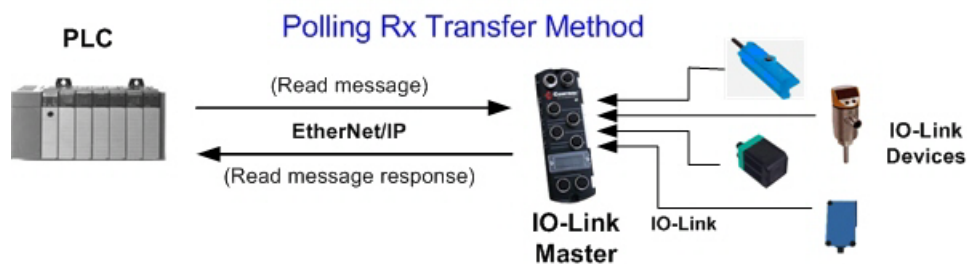 Polling Rx Transfer Method
PLC
(Read message)
EtherNet/IP
(Read message response)
IO-Link
Devices
IO-Link
IO-Link
Master